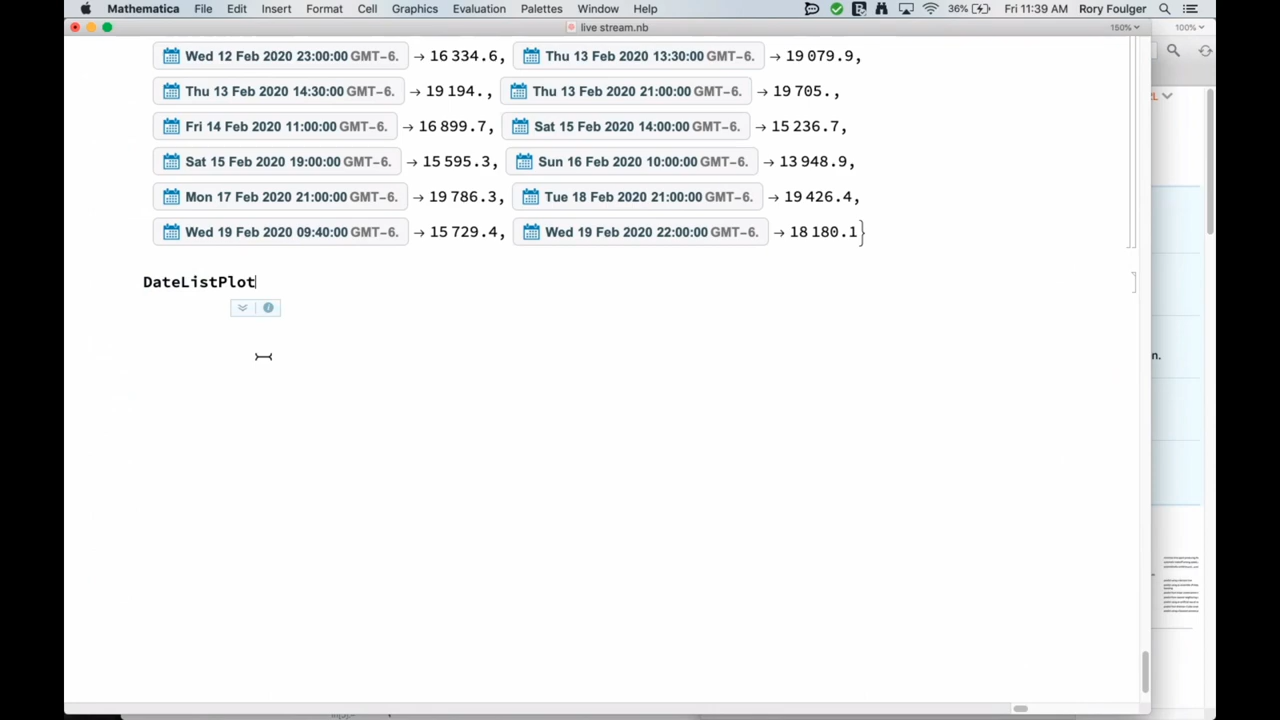 Mathematica File Edit Insert Format Cell Graphics Evaluation Palettes Window Help 36% Fri 11:39 AM Rory Foulger
live stream.nb 150% 100%
Wed 12 Feb 2020 23:00:00 GMT-6. → 16 334.6, Thu 13 Feb 2020 13:30:00 GMT-6. → 19 079.9,
Thu 13 Feb 2020 14:30:00 GMT-6. → 19 194., Thu 13 Feb 2020 21:00:00 GMT-6. → 19 705.,
Fri 14 Feb 2020 11:00:00 GMT-6. → 16 899.7, Sat 15 Feb 2020 14:00:00 GMT-6. → 15 236.7,
Sat 15 Feb 2020 19:00:00 GMT-6. → 15 595.3, Sun 16 Feb 2020 10:00:00 GMT-6. → 13 948.9,
Mon 17 Feb 2020 21:00:00 GMT-6. → 19 786.3, Tue 18 Feb 2020 21:00:00 GMT-6. → 19 426.4,
Wed 19 Feb 2020 09:40:00 GMT-6. → 15 729.4, Wed 19 Feb 2020 22:00:00 GMT-6. → 18 180.1}
DateListPlot
n.